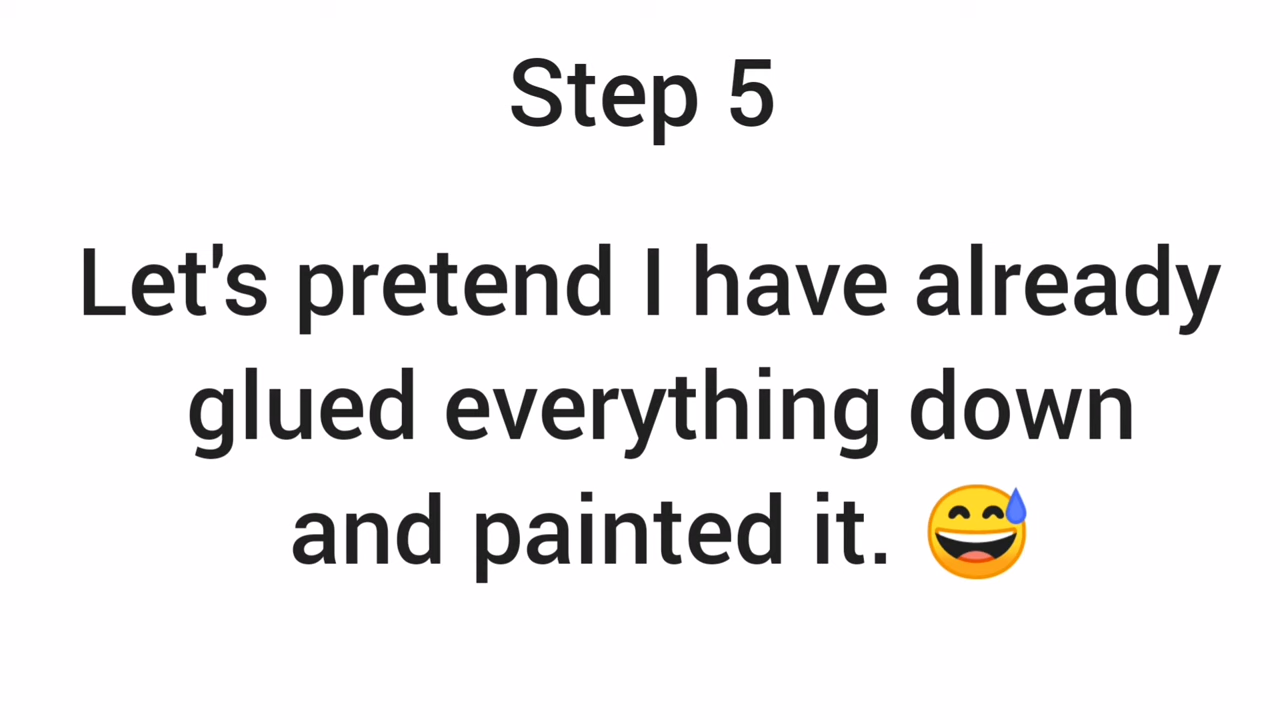 Step 5
Let's pretend I have already
glued everything down
and painted it. 😅